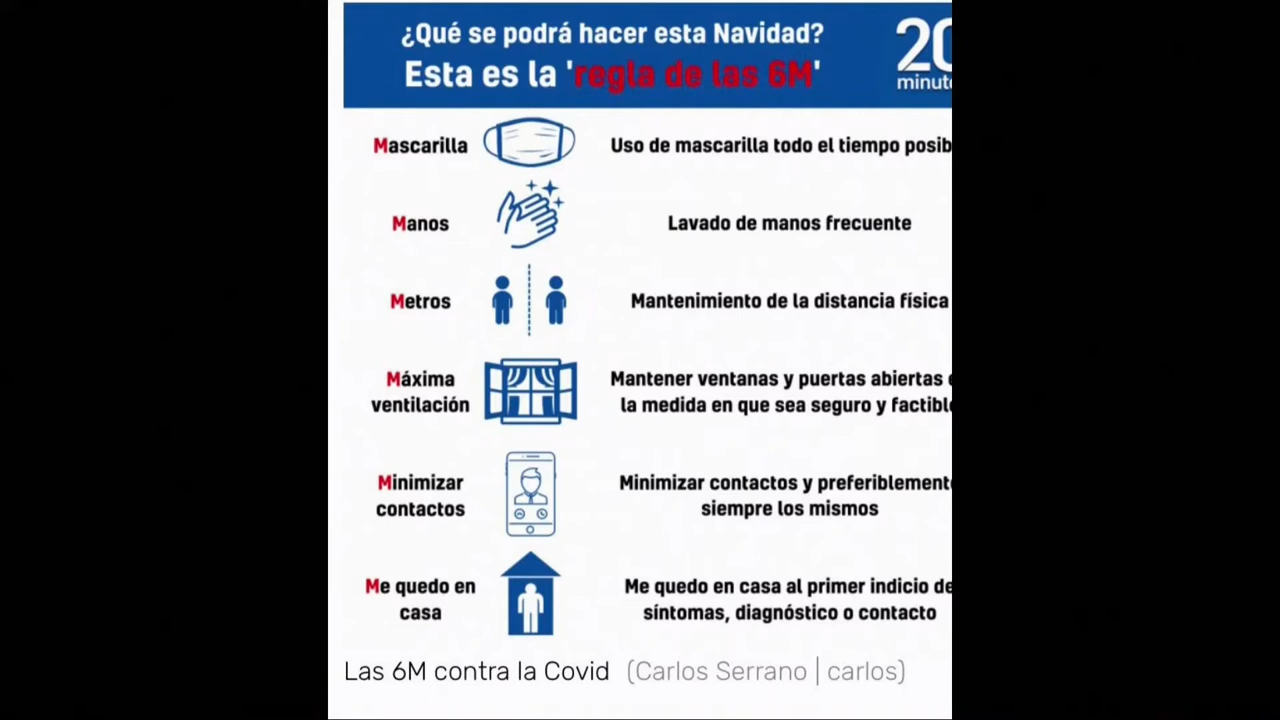 ¿Qué se podrá hacer esta Navidad?
Esta es la 'regla de las 6M'
20
minuto
Mascarilla
Uso de mascarilla todo el tiempo posib
Manos
Lavado de manos frecuente
Metros
Mantenimiento de la distancia física
Máxima
ventilación
Mantener ventanas y puertas abiertas e
la medida en que sea seguro y factible
Minimizar
contactos
Minimizar contactos y preferiblemente
siempre los mismos
Me quedo en
casa
Me quedo en casa al primer indicio de
síntomas, diagnóstico o contacto
Las 6M contra la Covid (Carlos Serrano | carlos)